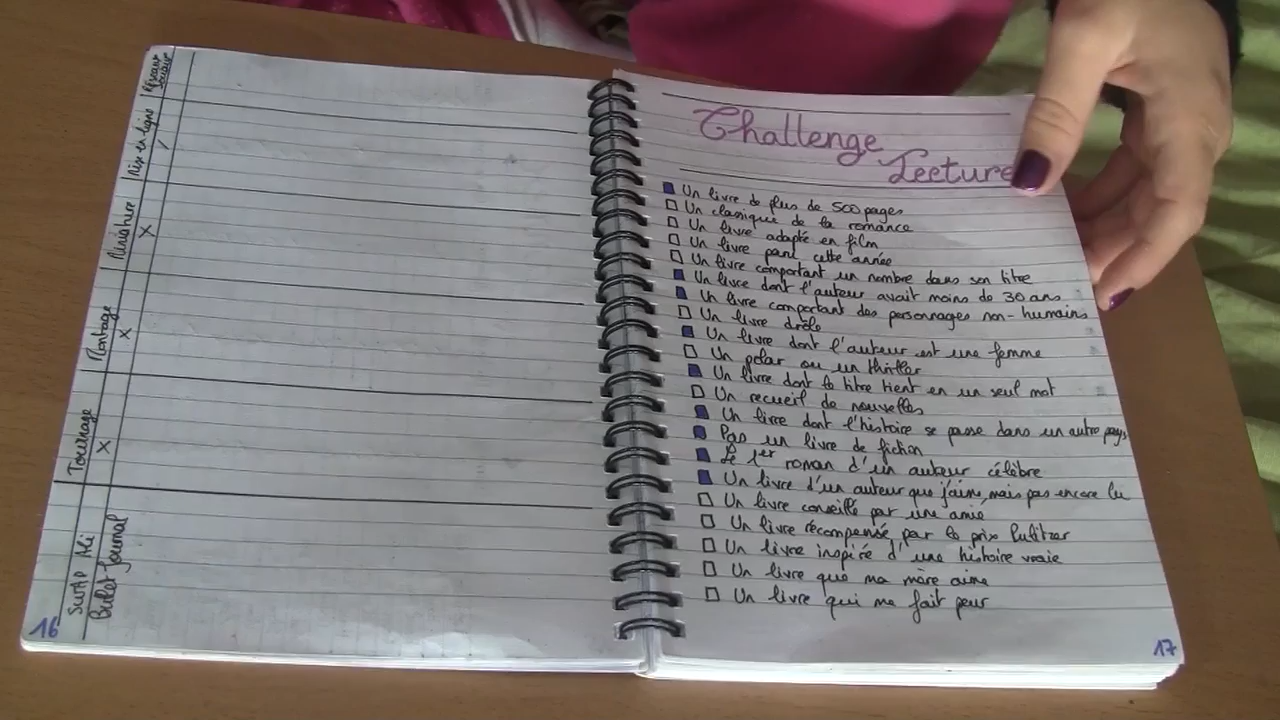 Réseaux sociaux
Mix en ligne
Miniature
Montage
Tournage
SWAP Ali
Bullet Journal
16
Challenge
Lecture
Un livre de plus de 500 pages
Un classique de la romance
Un livre adapté en film
Un livre paru cette année
Un livre comportant un nombre dans son titre
Un livre dont l'auteur avait moins de 30 ans
Un livre comportant des personnages non-humains
Un livre drôle
Un livre dont l'auteur est une femme
Un polar ou un thriller
Un livre dont le titre tient en un seul mot
Un recueil de nouvelles
Un livre dont l'histoire se passe dans un autre pays
Pas un livre de fiction
Le 1er roman d'un auteur célèbre
Un livre d'un auteur que j'aime, mais pas encore lu
Un livre conseillé par une amie
Un livre récompensé par le prix Pulitzer
Un livre inspiré d'une histoire vraie
Un livre que ma mère aime
Un livre qui me fait peur
17